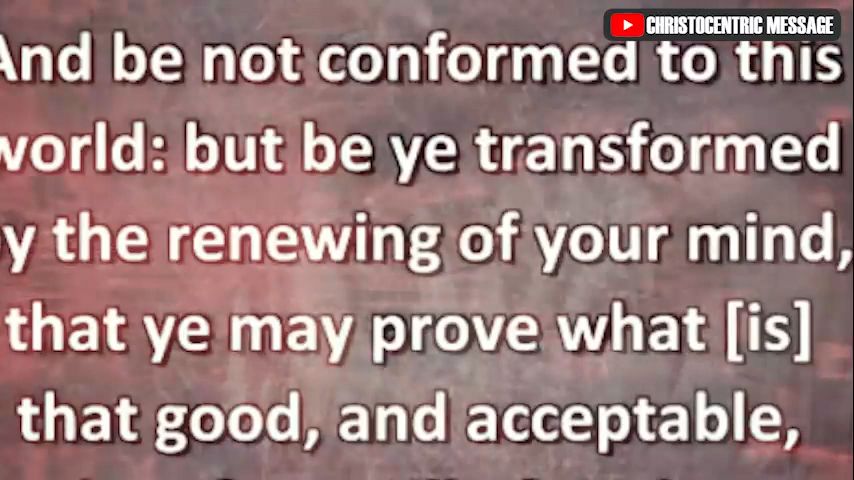 CHRISTOCENTRIC MESSAGE
And be not conformed to this
world: but be ye transformed
by the renewing of your mind,
that ye may prove what [is]
that good, and acceptable,